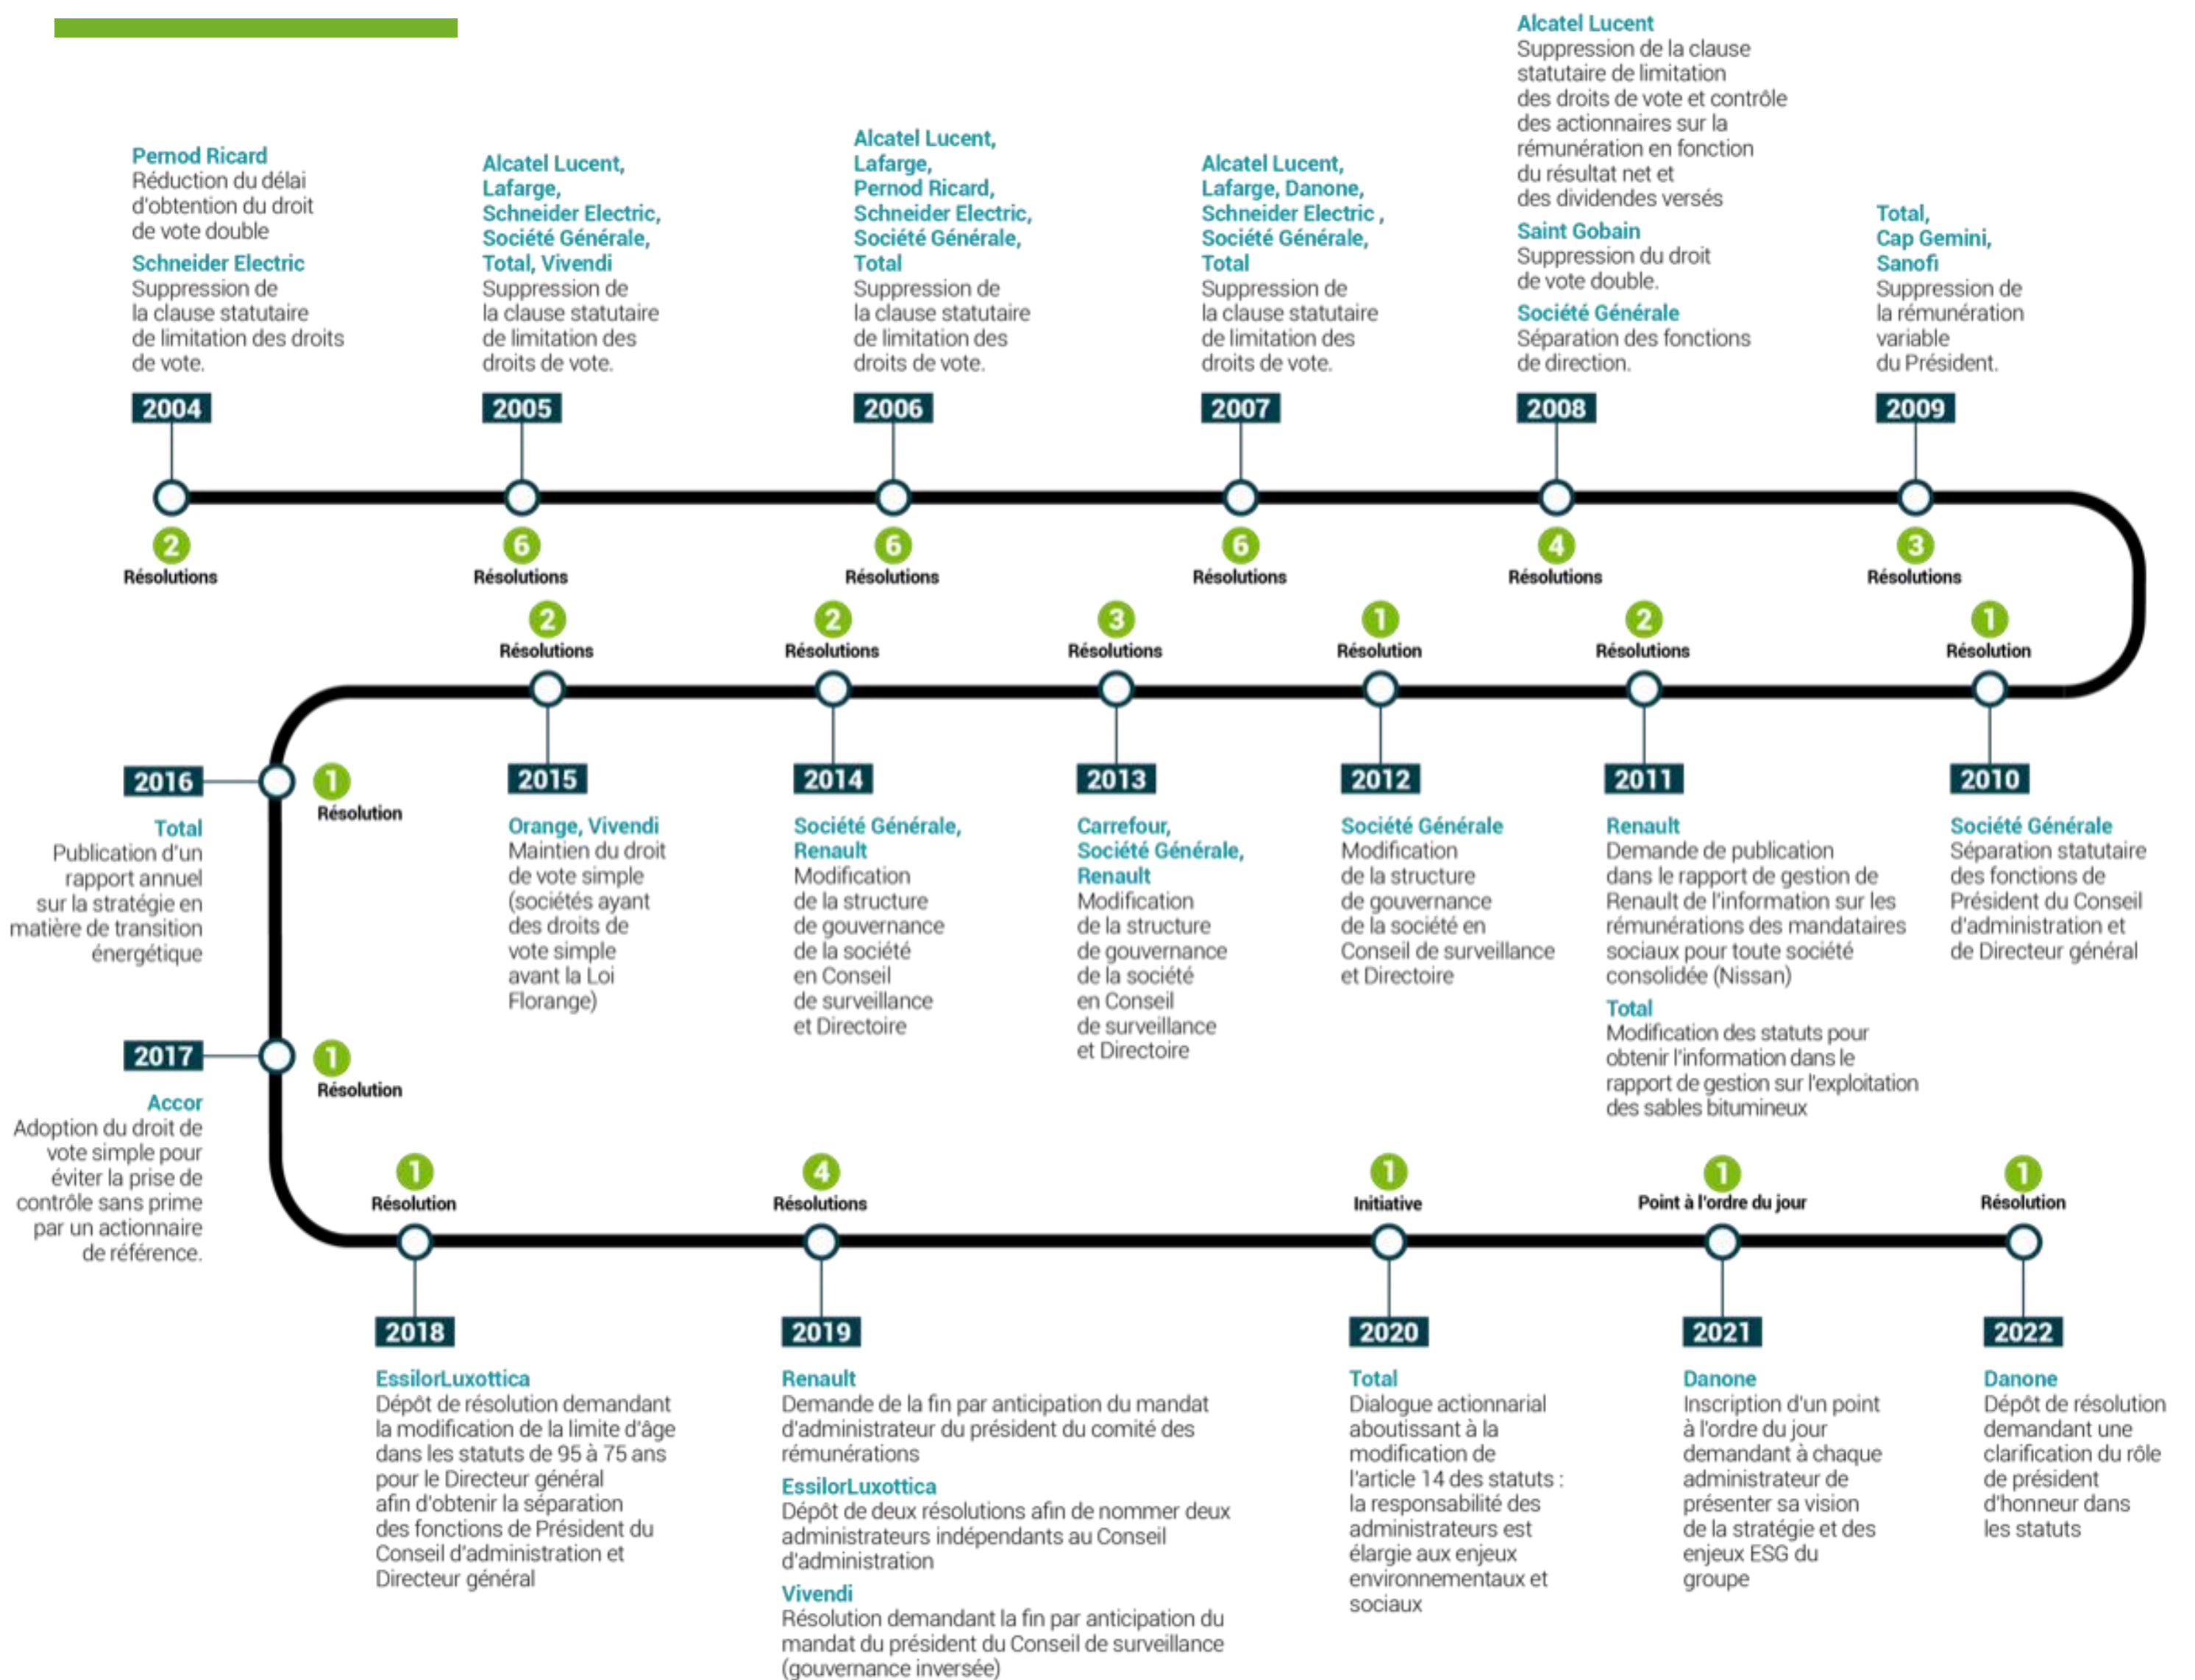 Pernod Ricard
Réduction du délai
d'obtention du droit
de vote double
Schneider Electric
Suppression de
la clause statutaire
de limitation des droits
de vote.
2004
2
Résolutions
Alcatel Lucent,
Lafarge,
Schneider Electric,
Société Générale,
Total, Vivendi
Suppression de
la clause statutaire
de limitation des
droits de vote.
2005
6
Résolutions
Alcatel Lucent,
Lafarge,
Pernod Ricard,
Schneider Electric,
Société Générale,
Total
Suppression de
la clause statutaire
de limitation des
droits de vote.
2006
6
Résolutions
Alcatel Lucent,
Lafarge, Danone,
Schneider Electric ,
Société Générale,
Total
Suppression de
la clause statutaire
de limitation des
droits de vote.
2007
6
Résolutions
Alcatel Lucent
Suppression de la clause
statutaire de limitation
des droits de vote et contrôle
des actionnaires sur la
rémunération en fonction
du résultat net et
des dividendes versés
Saint Gobain
Suppression du droit
de vote double.
Société Générale
Séparation des fonctions
de direction.
2008
4
Résolutions
Total,
Cap Gemini,
Sanofi
Suppression de
la rémunération
variable
du Président.
2009
3
Résolutions
1
Résolution
2010
Société Générale
Séparation statutaire
des fonctions de
Président du Conseil
d'administration et
de Directeur général
2
Résolutions
2011
Renault
Demande de publication
dans le rapport de gestion de
Renault de l'information sur les
rémunérations des mandataires
sociaux pour toute société
consolidée (Nissan)
Total
Modification des statuts pour
obtenir l'information dans le
rapport de gestion sur l'exploitation
des sables bitumineux
1
Résolution
2012
Société Générale
Modification
de la structure
de gouvernance
de la société en
Conseil de surveillance
et Directoire
3
Résolutions
2013
Carrefour,
Société Générale,
Renault
Modification
de la structure
de gouvernance
de la société
en Conseil
de surveillance
et Directoire
2
Résolutions
2014
Société Générale,
Renault
Modification
de la structure
de gouvernance
de la société
en Conseil
de surveillance
et Directoire
2
Résolutions
2015
Orange, Vivendi
Maintien du droit
de vote simple
(sociétés ayant
des droits de
vote simple
avant la Loi
Florange)
2016
1
Résolution
Total
Publication d'un
rapport annuel
sur la stratégie en
matière de transition
énergétique
2017
1
Résolution
Accor
Adoption du droit de
vote simple pour
éviter la prise de
contrôle sans prime
par un actionnaire
de référence.
1
Résolution
2018
EssilorLuxottica
Dépôt de résolution demandant
la modification de la limite d'âge
dans les statuts de 95 à 75 ans
pour le Directeur général
afin d'obtenir la séparation
des fonctions de Président du
Conseil d'administration et
Directeur général
4
Résolutions
2019
Renault
Demande de la fin par anticipation du mandat
d'administrateur du président du comité des
rémunérations
EssilorLuxottica
Dépôt de deux résolutions afin de nommer deux
administrateurs indépendants au Conseil
d'administration
Vivendi
Résolution demandant la fin par anticipation du
mandat du président du Conseil de surveillance
(gouvernance inversée)
1
Initiative
2020
Total
Dialogue actionnarial
aboutissant à la
modification de
l'article 14 des statuts :
la responsabilité des
administrateurs est
élargie aux enjeux
environnementaux et
sociaux
1
Point à l'ordre du jour
2021
Danone
Inscription d'un point
à l'ordre du jour
demandant à chaque
administrateur de
présenter sa vision
de la stratégie et des
enjeux ESG du
groupe
1
Résolution
2022
Danone
Dépôt de résolution
demandant une
clarification du rôle
de président
d'honneur dans
les statuts